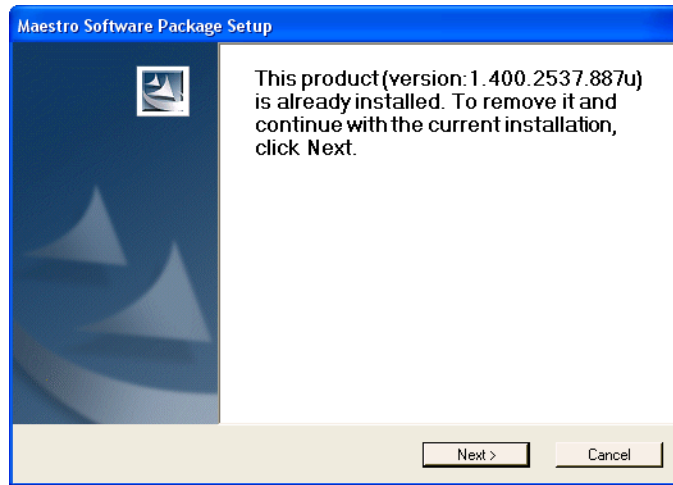 Maestro Software Package Setup
This product (version:1.400.2537.887u)
is already installed. To remove it and
continue with the current installation,
click Next.
Next >
Cancel